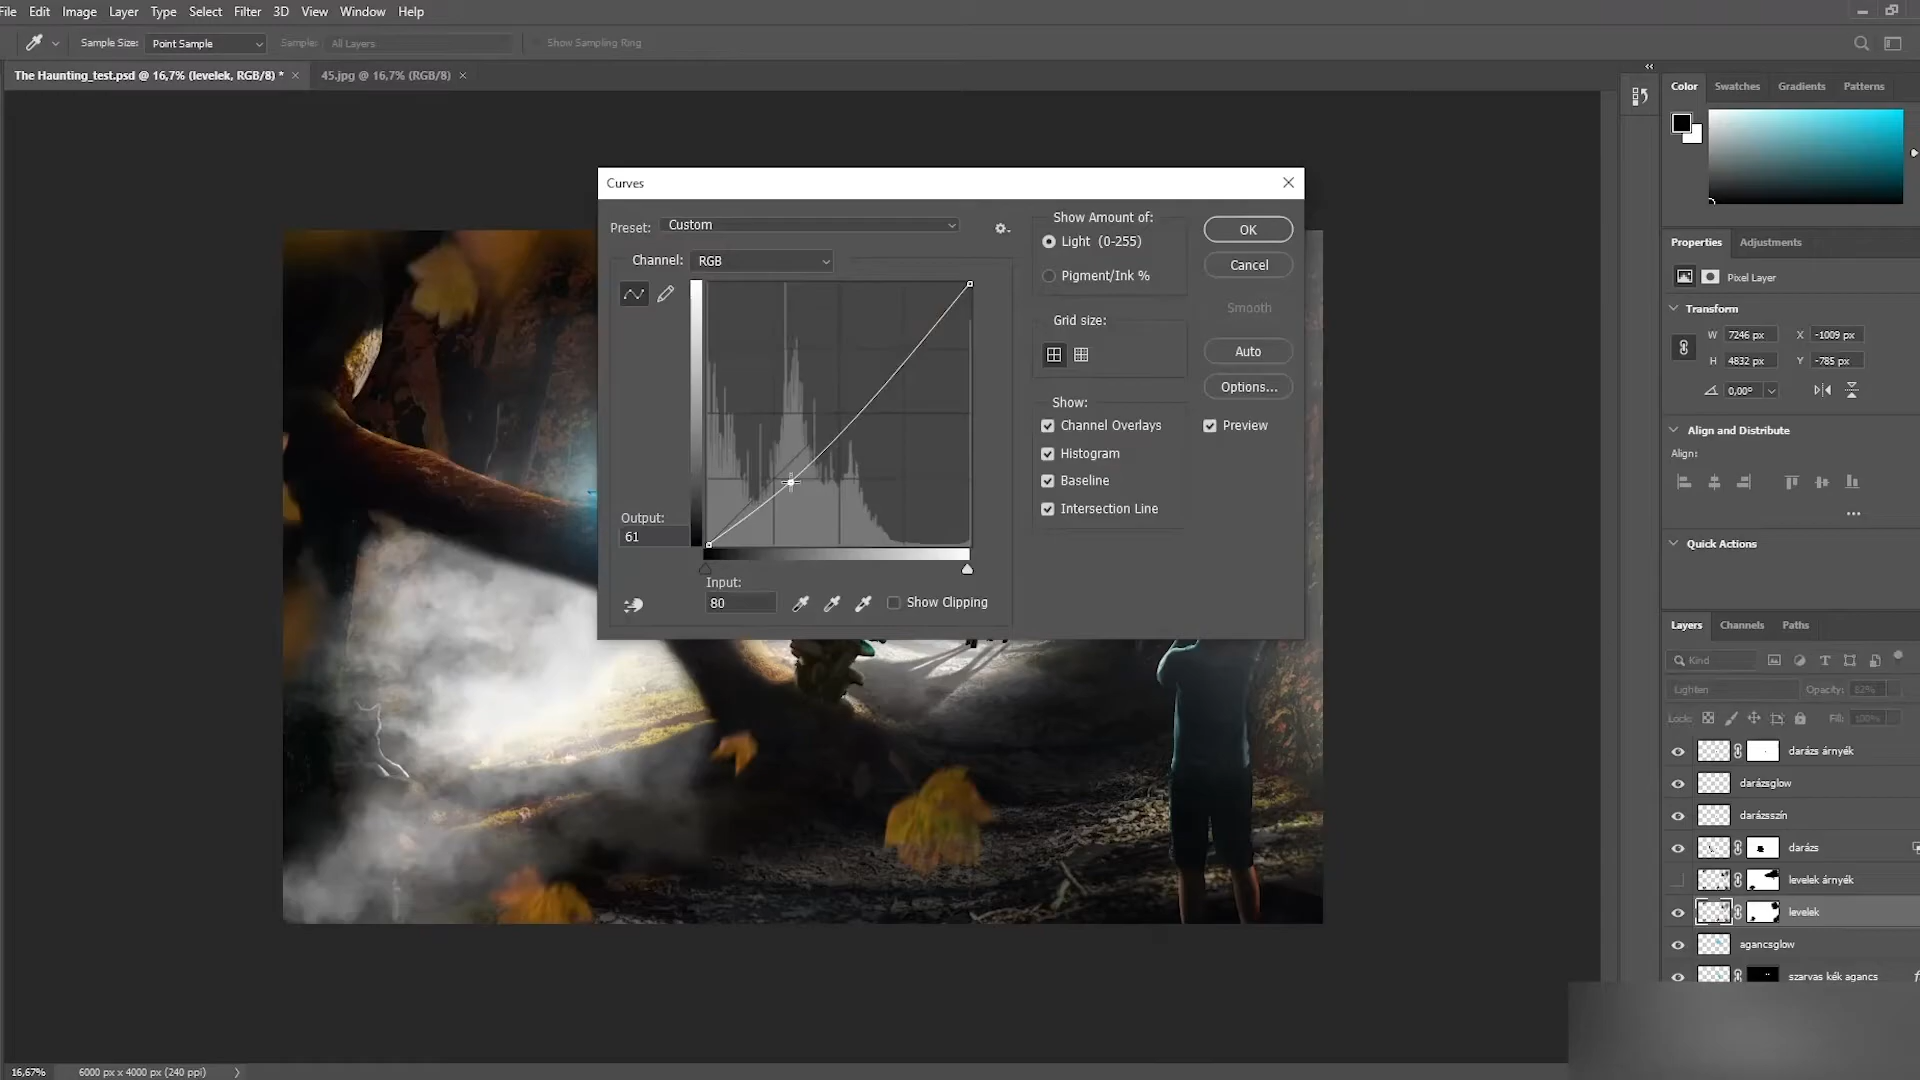 File Edit Image Layer Type Select Filter 3D View Window Help
Sample Size: Point Sample Sample: All Layers Show Sampling Ring
The Haunting_test.psd @ 16,7% (levelek, RGB/8) * × 45.jpg @ 16,7% (RGB/8) ×
Color Swatches Gradients Patterns
Curves
Preset: Custom
Channel: RGB
Output:
61
Input:
80
Show Clipping
Show Amount of:
Light (0-255)
Pigment/Ink %
Grid size:
Show:
Channel Overlays
Histogram
Baseline
Intersection Line
OK
Cancel
Smooth
Auto
Options...
Preview
Properties Adjustments
Pixel Layer
Transform
W 7246 px X -1009 px
H 4832 px Y -785 px
0,00°
Align and Distribute
Align:
Quick Actions
Layers Channels Paths
Kind
Lighten Opacity: 82%
Lock: Fill: 100%
darázs árnyék
darázsglow
darázsszín
darázs
levelek árnyék
levelek
agancsglow
szarvas kék agancs
16,67% 6000 px x 4000 px (240 ppi)